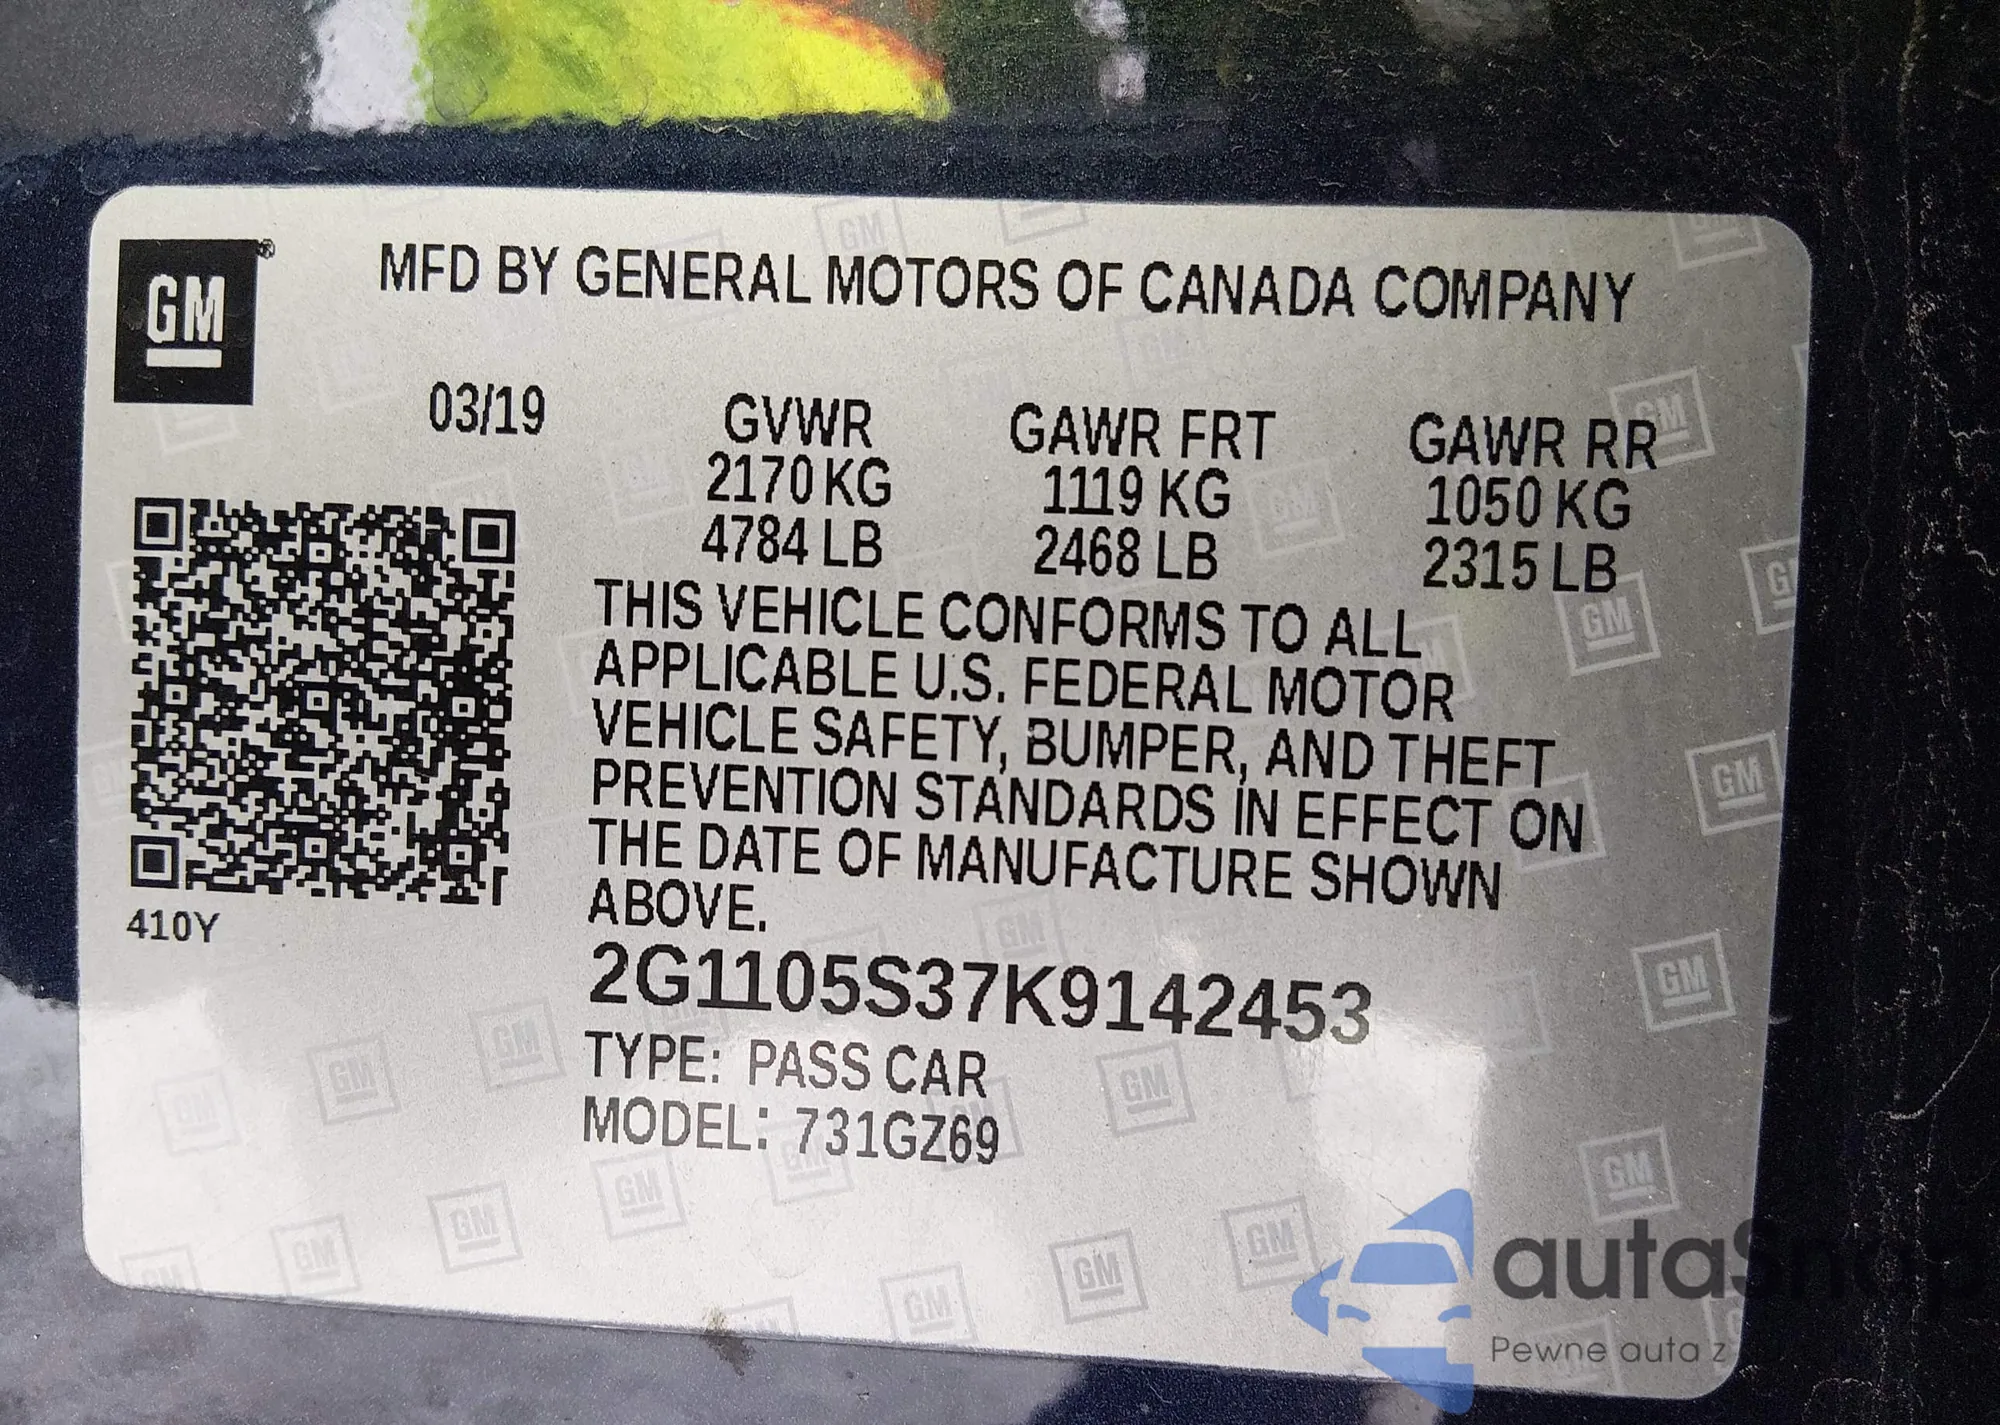 GM ®
MFD BY GENERAL MOTORS OF CANADA COMPANY
03/19 GVWR GAWR FRT GAWR RR
2170 KG 1119 KG 1050 KG
4784 LB 2468 LB 2315 LB
THIS VEHICLE CONFORMS TO ALL
APPLICABLE U.S. FEDERAL MOTOR
VEHICLE SAFETY, BUMPER, AND THEFT
PREVENTION STANDARDS IN EFFECT ON
THE DATE OF MANUFACTURE SHOWN
ABOVE.
410Y
2G1105S37K9142453
TYPE: PASS CAR
MODEL: 731GZ69
autaSnap
Pewne auta z